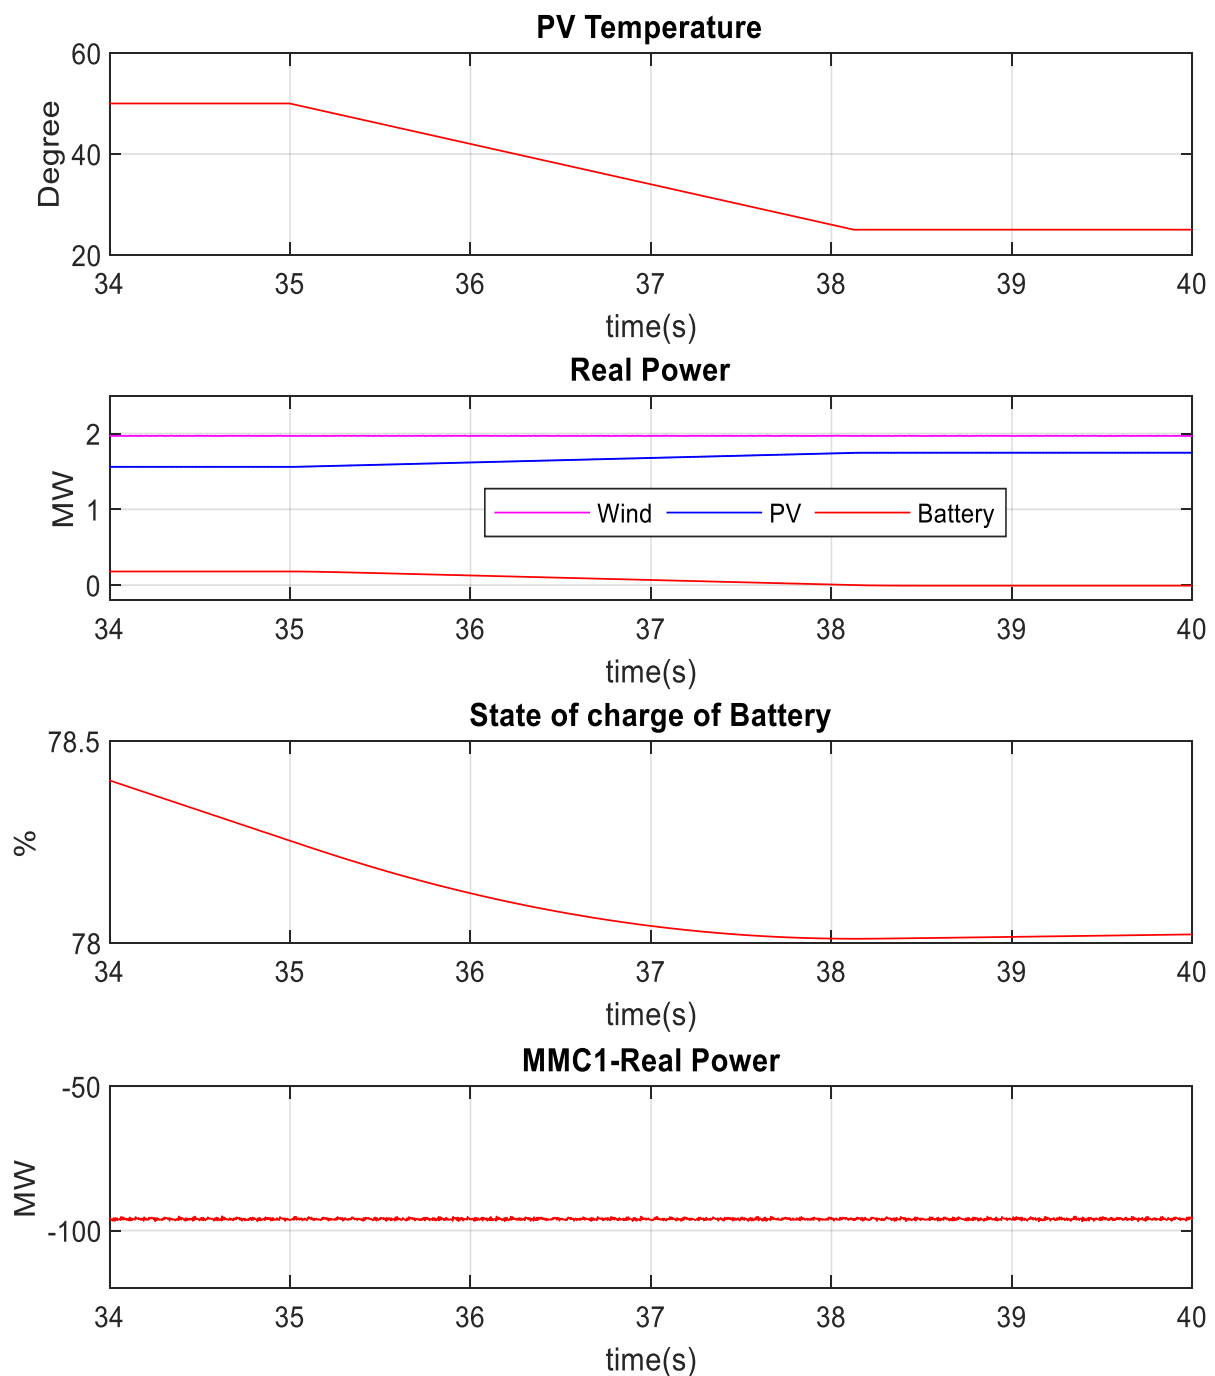 PV Temperature
60
40
20
Degree
34 35 36 37 38 39 40
time(s)
Real Power
2
1
0
MW
Wind PV Battery
34 35 36 37 38 39 40
time(s)
State of charge of Battery
78.5
78
%
34 35 36 37 38 39 40
time(s)
MMC1-Real Power
-50
-100
MW
34 35 36 37 38 39 40
time(s)